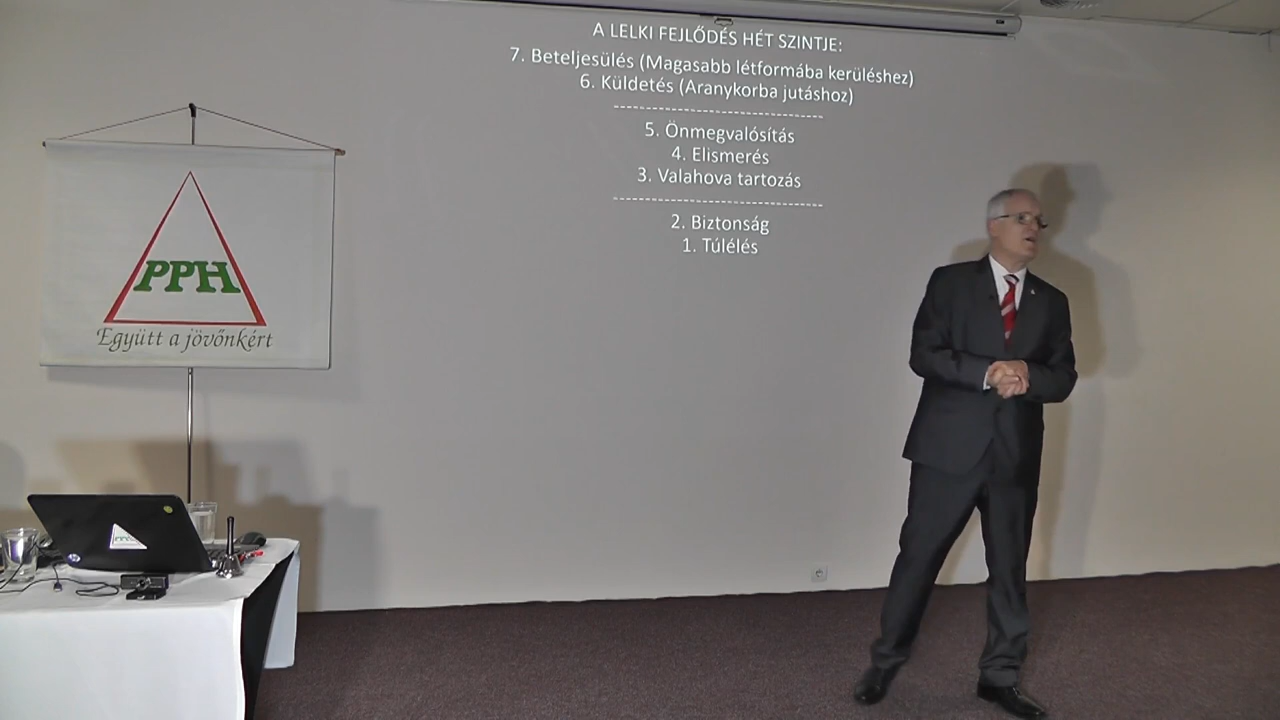 A LELKI FEJLŐDÉS HÉT SZINTJE:
7. Beteljesülés (Magasabb létformába kerüléshez)
6. Küldetés (Aranykorba jutáshoz)
------------------------------
5. Önmegvalósítás
4. Elismerés
3. Valahova tartozás
------------------------------
2. Biztonság
1. Túlélés
PPH
Együtt a jövőnkért
PPH